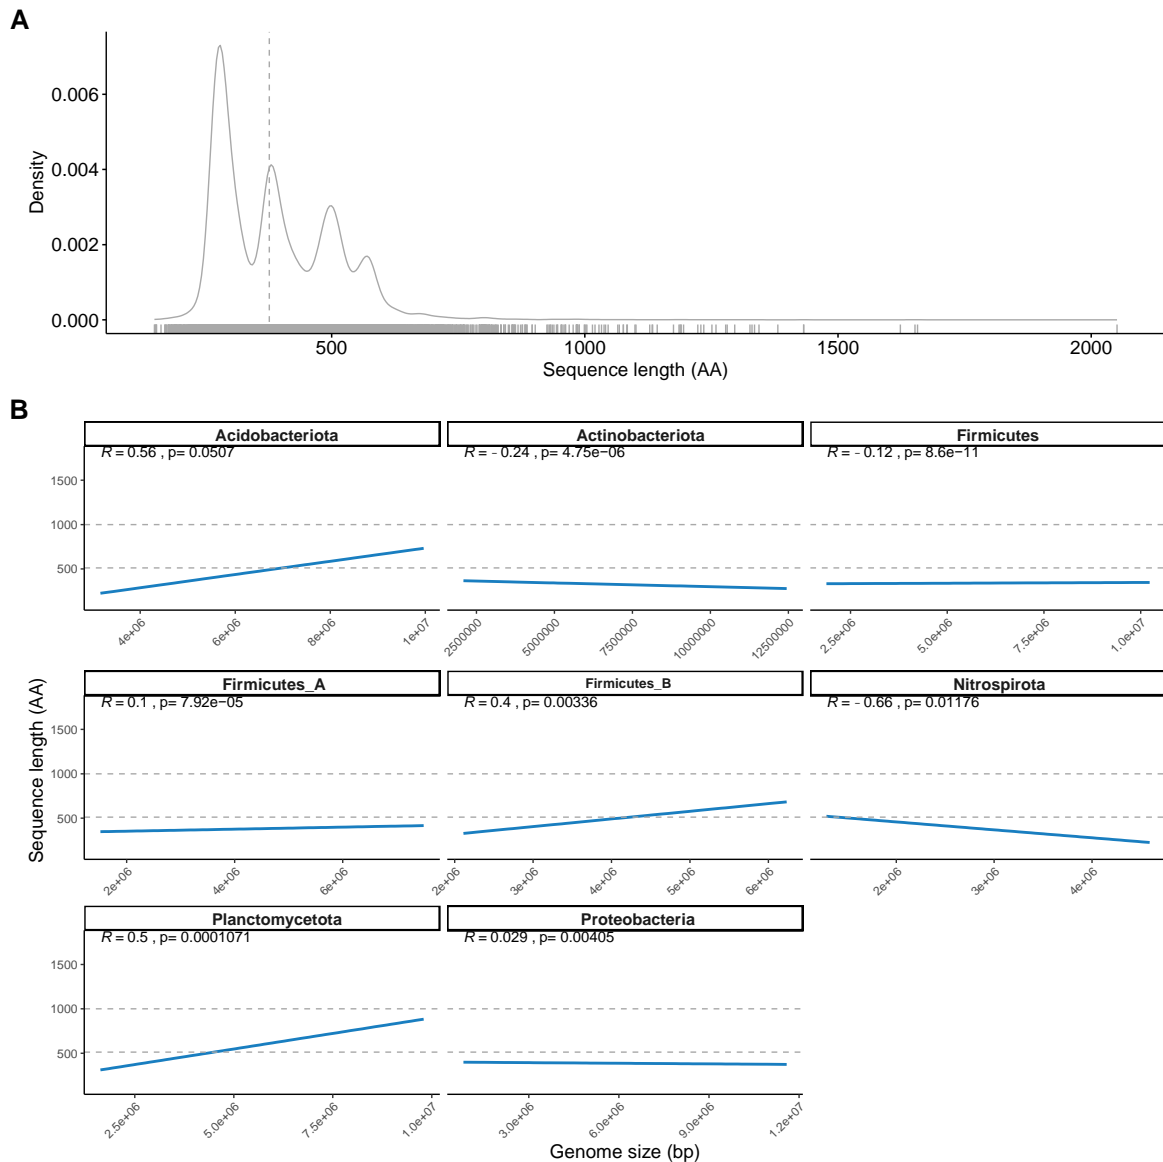 A
Density
0.006
0.004
0.002
0.000
500
1000
1500
2000
Sequence length (AA)
B
Sequence length (AA)
Acidobacteriota
R = 0.56 , p= 0.0507
1500
1000
500
4e+06
6e+06
8e+06
1e+07
Actinobacteriota
R = - 0.24 , p= 4.75e−06
2500000
5000000
7500000
10000000
12500000
Firmicutes
R = - 0.12 , p= 8.6e−11
2.5e+06
5.0e+06
7.5e+06
1.0e+07
Firmicutes_A
R = 0.1 , p= 7.92e−05
1500
1000
500
2e+06
4e+06
6e+06
Firmicutes_B
R = 0.4 , p= 0.00336
2e+06
3e+06
4e+06
5e+06
6e+06
Nitrospirota
R = - 0.66 , p= 0.01176
2e+06
3e+06
4e+06
Planctomycetota
R = 0.5 , p= 0.0001071
1500
1000
500
2.5e+06
5.0e+06
7.5e+06
1.0e+07
Proteobacteria
R = 0.029 , p= 0.00405
3.0e+06
6.0e+06
9.0e+06
1.2e+07
Genome size (bp)